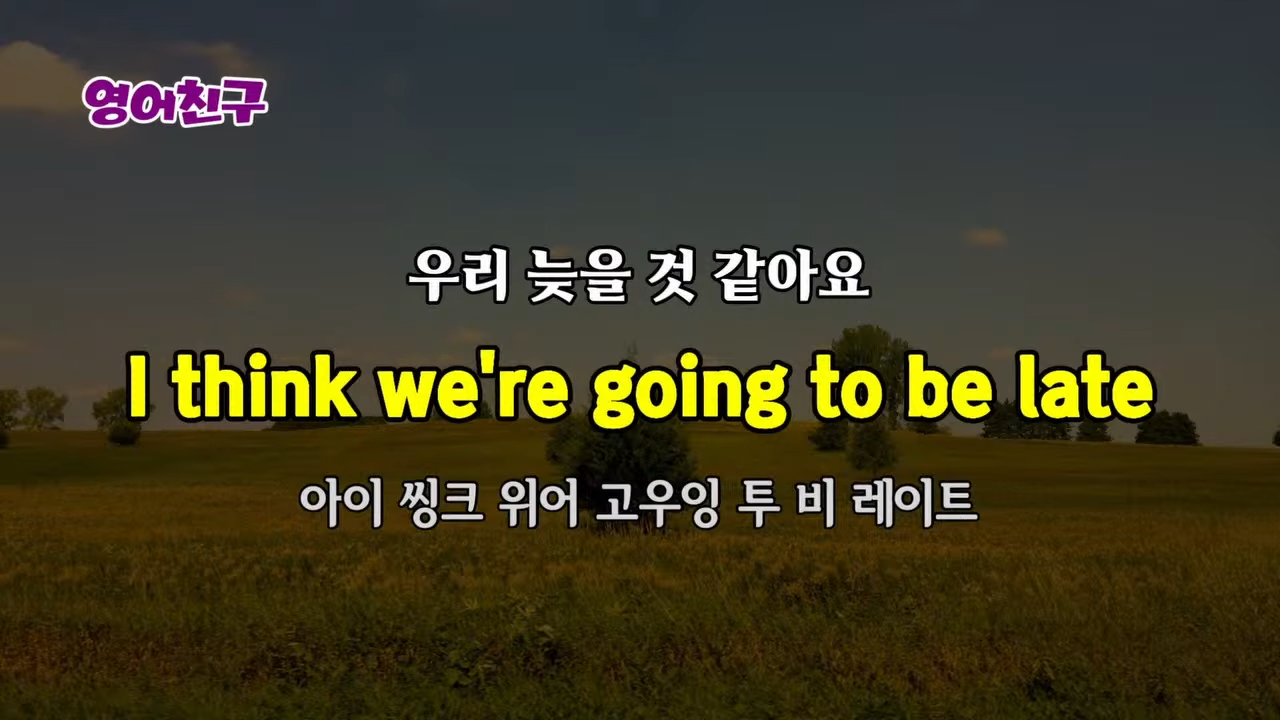 영어친구
우리 늦을 것 같아요
I think we're going to be late
아이 씽크 위어 고우잉 투 비 레이트